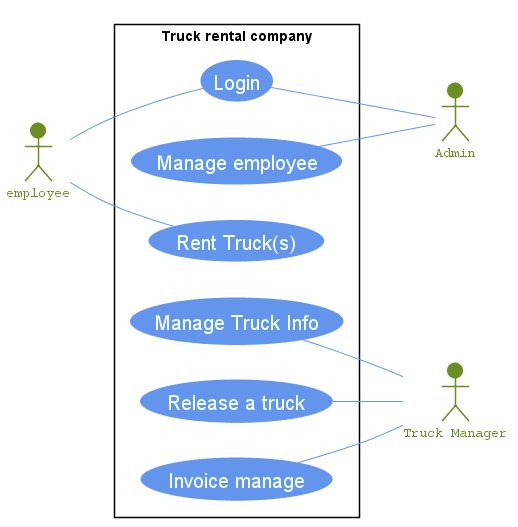 Truck rental company
Login
Admin
Manage employee
employee
Rent Truck(s)
Manage Truck Info
Release a truck
Truck Manager
Invoice manage